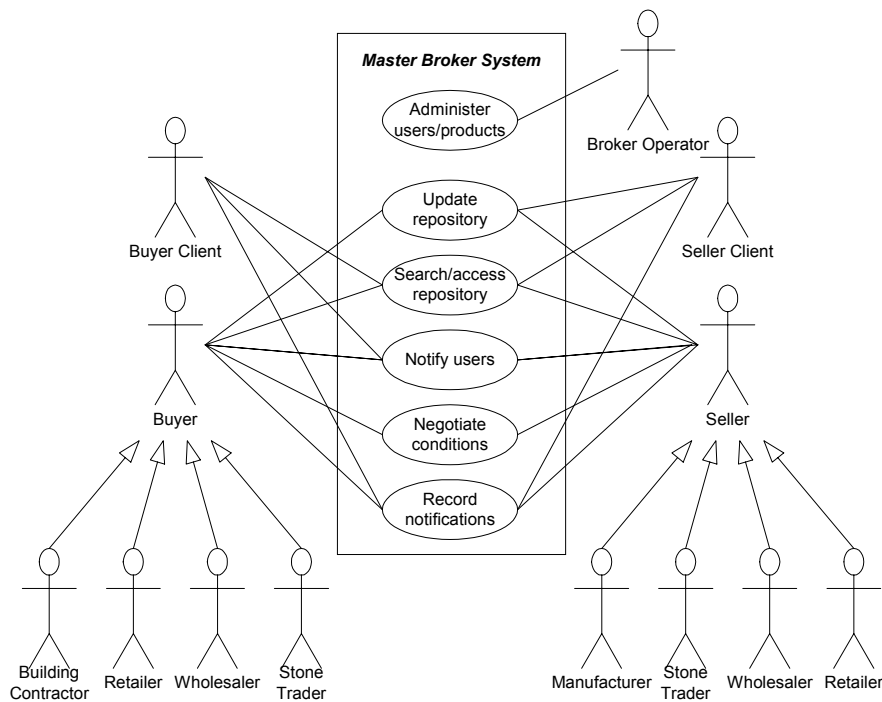 Master Broker System
Administer
users/products
Broker Operator
Buyer Client
Update
repository
Seller Client
Search/access
repository
Notify users
Buyer
Seller
Negotiate
conditions
Record
notifications
Building
Contractor
Retailer
Wholesaler
Stone
Trader
Manufacturer
Stone
Trader
Wholesaler
Retailer